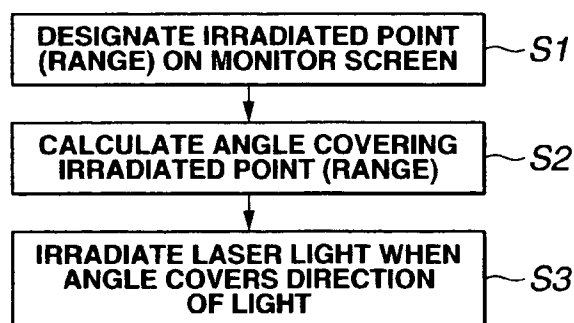 DESIGNATE IRRADIATED POINT
(RANGE) ON MONITOR SCREEN
S1
CALCULATE ANGLE COVERING
IRRADIATED POINT (RANGE)
S2
IRRADIATE LASER LIGHT WHEN
ANGLE COVERS DIRECTION
OF LIGHT
S3